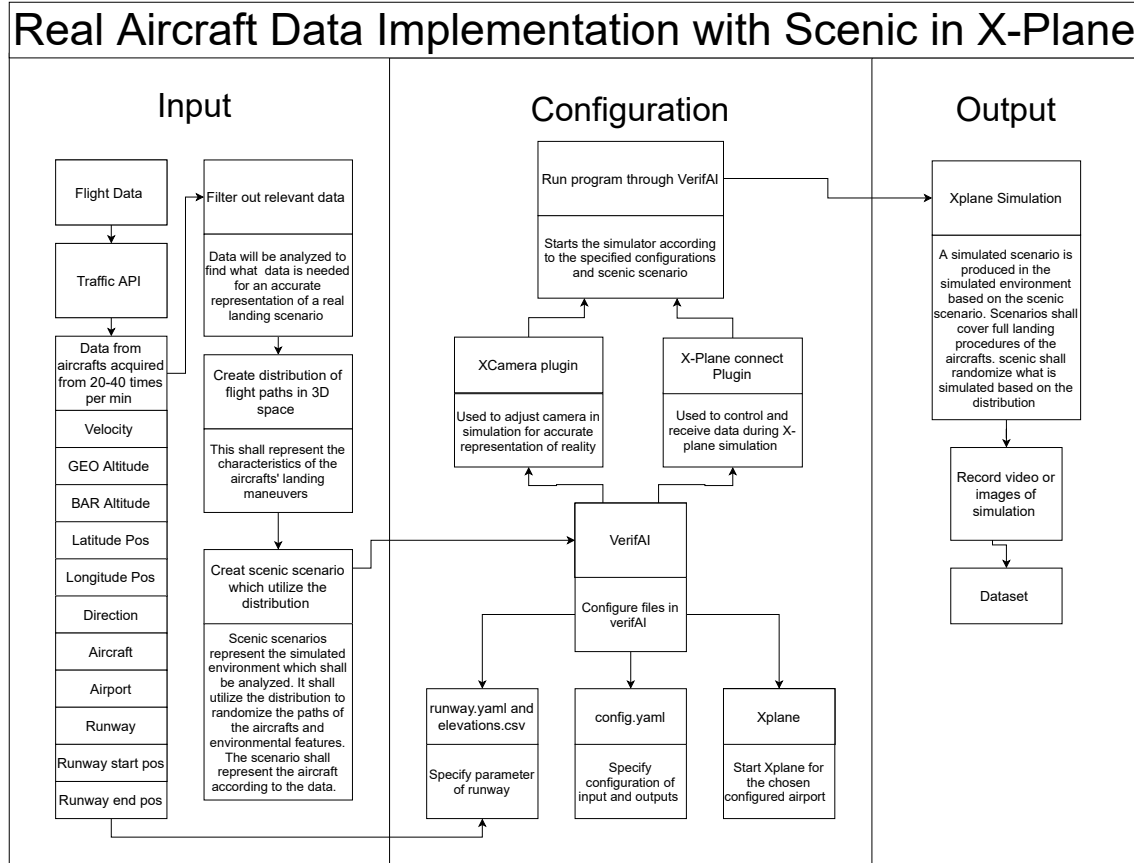 Real Aircraft Data Implementation with Scenic in X-Plane
Input
Flight Data
Traffic API
Data from
aircrafts acquired
from 20-40 times
per min
Velocity
GEO Altitude
BAR Altitude
Latitude Pos
Longitude Pos
Direction
Aircraft
Airport
Runway
Runway start pos
Runway end pos
Filter out relevant data
Data will be analyzed to
find what data is needed
for an accurate
representation of a real
landing scenario
Create distribution of
flight paths in 3D
space
This shall represent the
characteristics of the
aircrafts' landing
maneuvers
Creat scenic scenario
which utilize the
distribution
Scenic scenarios
represent the simulated
environment which shall
be analyzed. It shall
utilize the distribution to
randomize the paths of
the aircrafts and
environmental features.
The scenario shall
represent the aircraft
according to the data.
Configuration
Run program through VerifAI
Starts the simulator according
to the specified configurations
and scenic scenario
XCamera plugin
Used to adjust camera in
simulation for accurate
representation of reality
X-Plane connect
Plugin
Used to control and
receive data during X-
plane simulation
VerifAI
Configure files in
verifAI
runway.yaml and
elevations.csv
Specify parameter
of runway
config.yaml
Specify
configuration of
input and outputs
Xplane
Start Xplane for
the chosen
configured airport
Output
Xplane Simulation
A simulated scenario is
produced in the
simulated environment
based on the scenic
scenario. Scenarios shall
cover full landing
procedures of the
aircrafts. scenic shall
randomize what is
simulated based on the
distribution
Record video or
images of
simulation
Dataset